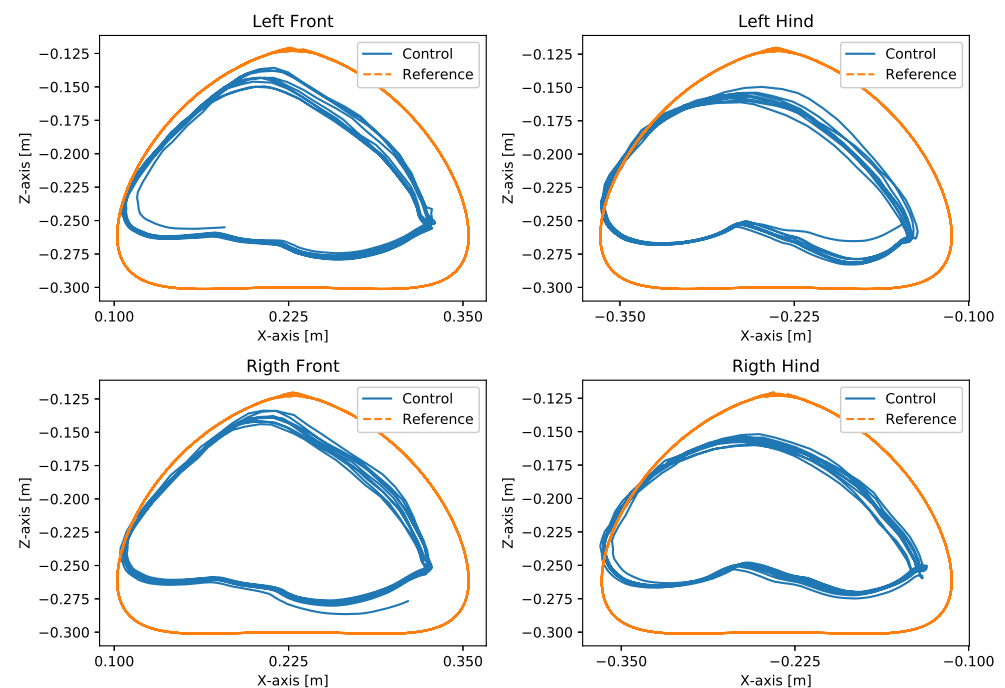 Left Front
Left Hind
Control
Reference
Control
Reference
Z-axis [m]
−0.125
−0.150
−0.175
−0.200
−0.225
−0.250
−0.275
−0.300
0.100
0.225
0.350
X-axis [m]
Z-axis [m]
−0.125
−0.150
−0.175
−0.200
−0.225
−0.250
−0.275
−0.300
−0.350
−0.225
−0.100
X-axis [m]
Rigth Front
Rigth Hind
Control
Reference
Control
Reference
Z-axis [m]
−0.125
−0.150
−0.175
−0.200
−0.225
−0.250
−0.275
−0.300
0.100
0.225
0.350
X-axis [m]
Z-axis [m]
−0.125
−0.150
−0.175
−0.200
−0.225
−0.250
−0.275
−0.300
−0.350
−0.225
−0.100
X-axis [m]